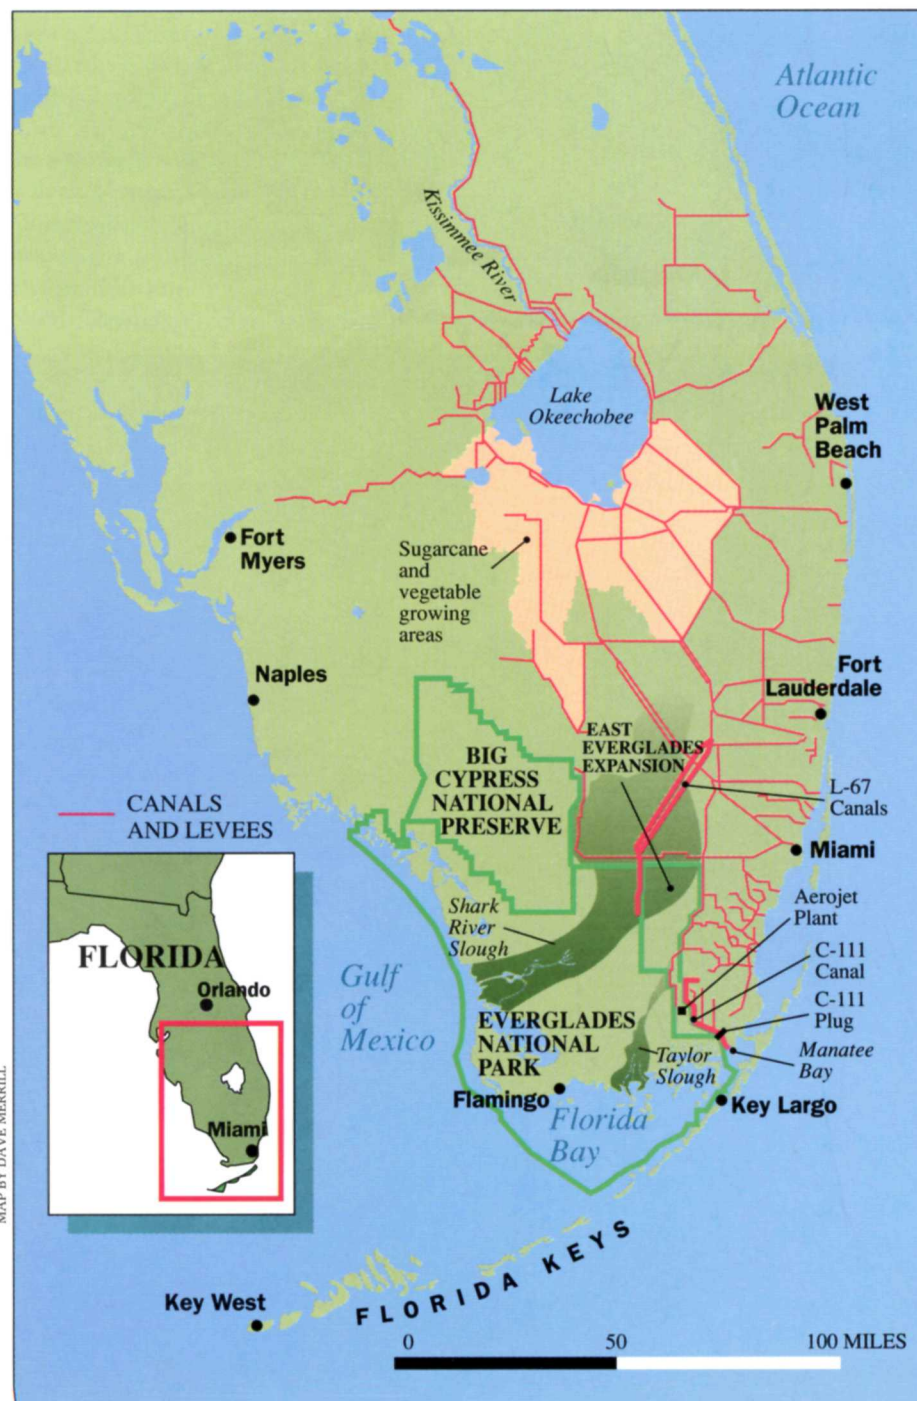 Atlantic
Ocean
Kissimmee River
Lake
Okeechobee
West
Palm
Beach
Fort
Myers
Sugarcane
and
vegetable
growing
areas
Naples
Fort
Lauderdale
EAST
EVERGLADES
EXPANSION
BIG
CYPRESS
NATIONAL
PRESERVE
L-67
Canals
CANALS
AND LEVEES
Miami
Aerojet
Plant
Shark
River
Slough
C-111
Canal
FLORIDA
Orlando
Gulf
of
Mexico
C-111
Plug
EVERGLADES
NATIONAL
PARK
Manatee
Bay
Taylor
Slough
Flamingo
Key Largo
Florida
Bay
Miami
MAP BY DAVE MERRILL
FLORIDA KEYS
Key West
0 50 100 MILES